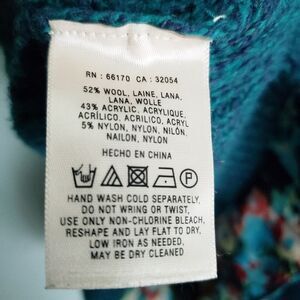 RN : 66170 CA : 32054
52% WOOL, LAINE, LANA,
LANA, WOLLE
43% ACRYLIC, ACRYLIQUE,
ACRÍLICO, ACRILICO, ACRYL
5% NYLON, NYLON, NILÓN,
NAILON, NYLON
HECHO EN CHINA
P
HAND WASH COLD SEPARATELY,
DO NOT WRING OR TWIST,
USE ONLY NON-CHLORINE BLEACH,
RESHAPE AND LAY FLAT TO DRY,
LOW IRON AS NEEDED,
MAY BE DRY CLEANED